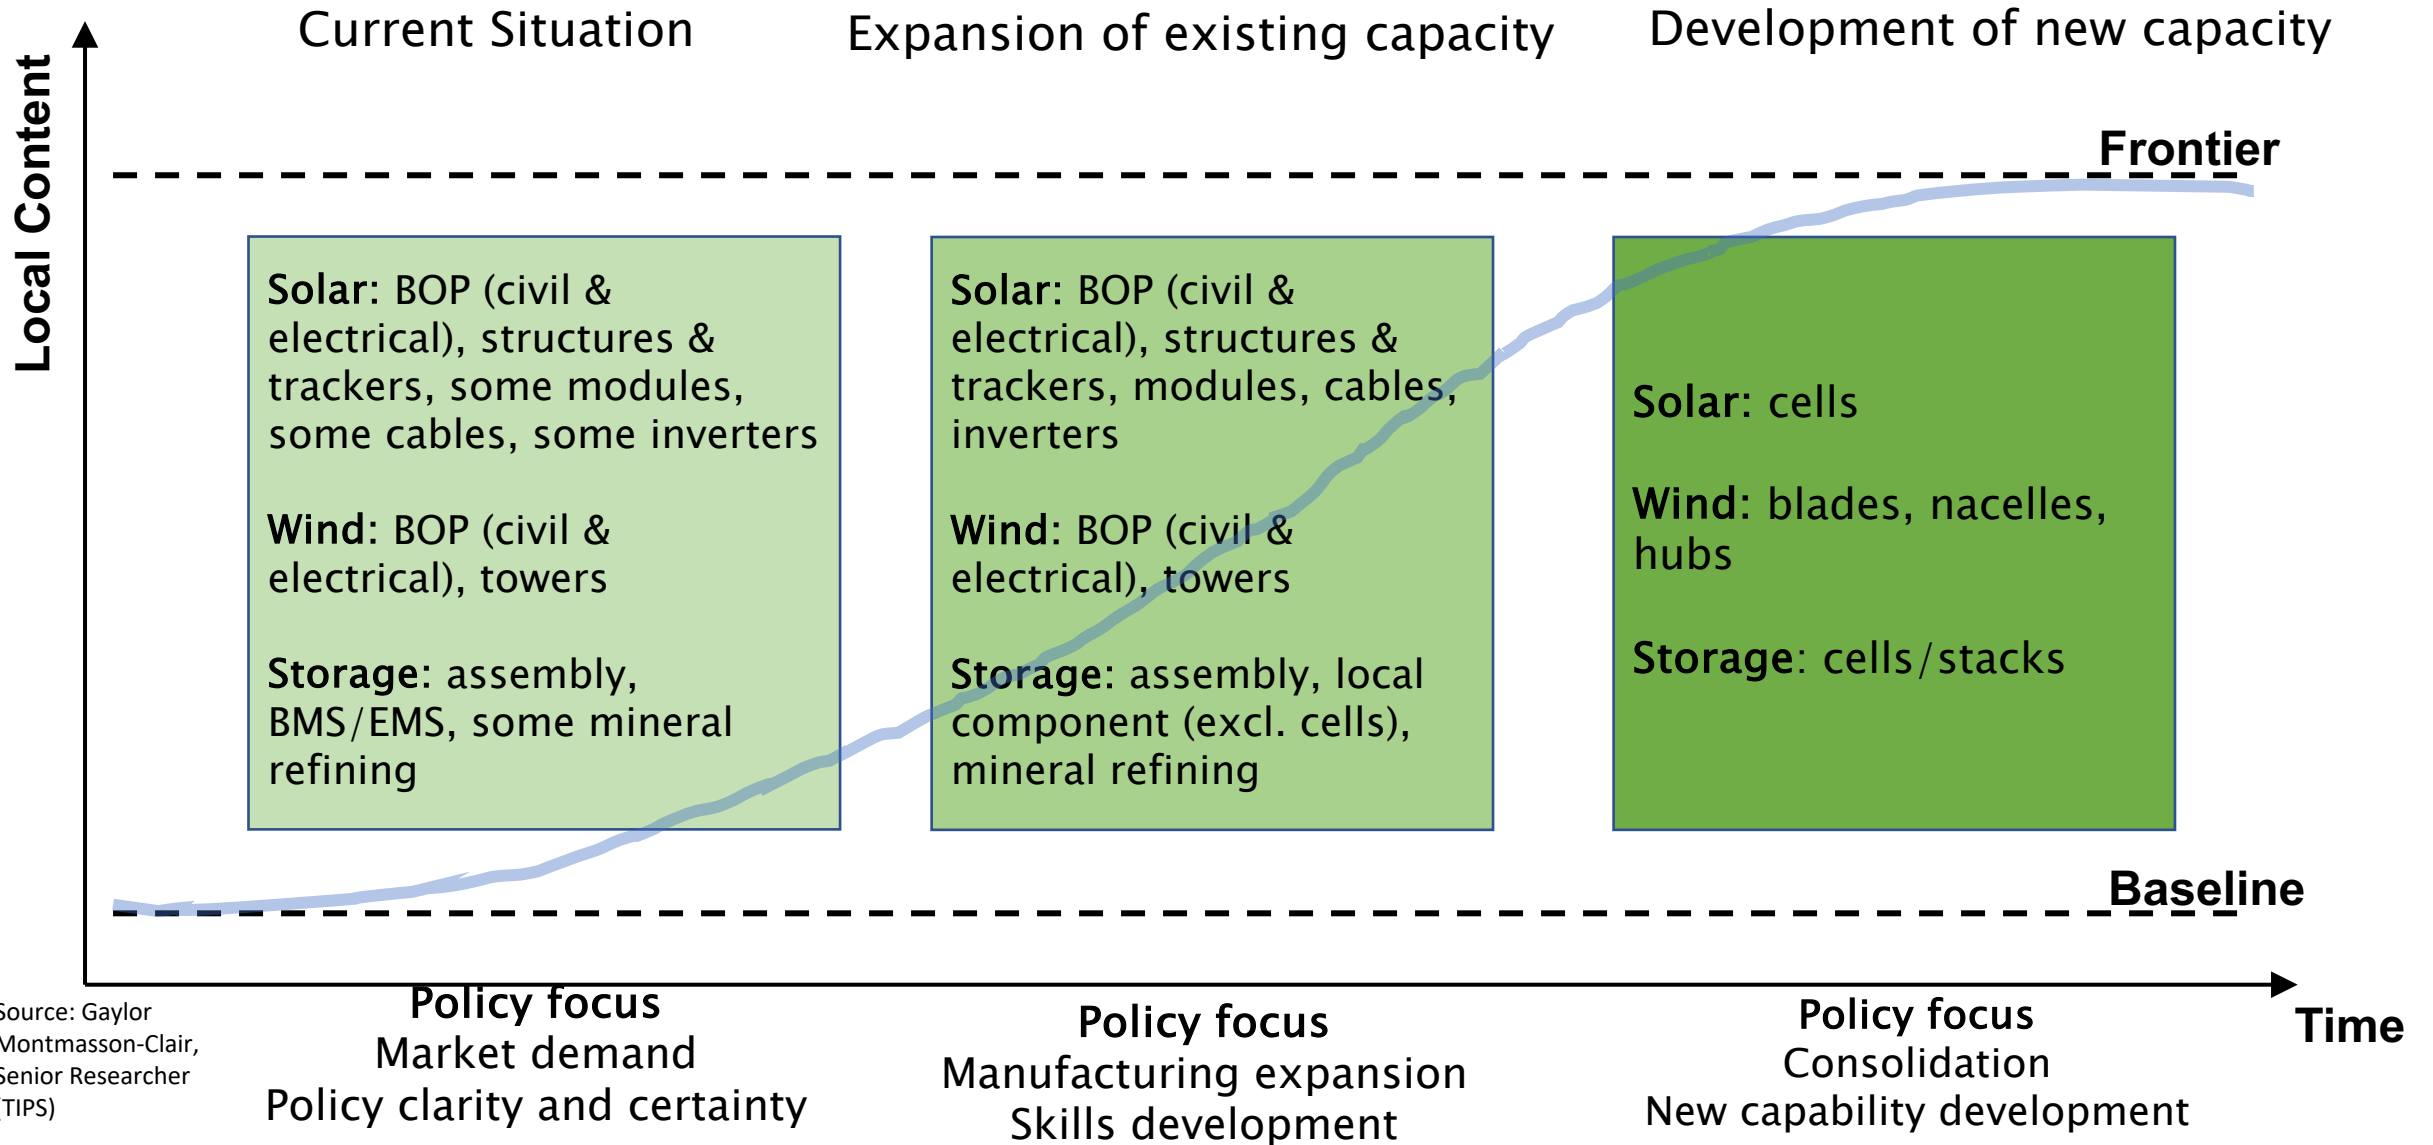 Current Situation
Expansion of existing capacity
Development of new capacity
Local Content
Frontier
Solar: BOP (civil &
electrical), structures &
trackers, some modules,
some cables, some inverters
Wind: BOP (civil &
electrical), towers
Storage: assembly,
BMS/EMS, some mineral
refining
Solar: BOP (civil &
electrical), structures &
trackers, modules, cables,
inverters
Wind: BOP (civil &
electrical), towers
Storage: assembly, local
component (excl. cells),
mineral refining
Solar: cells
Wind: blades, nacelles,
hubs
Storage: cells/stacks
Baseline
Time
Policy focus
Market demand
Policy clarity and certainty
Policy focus
Manufacturing expansion
Skills development
Policy focus
Consolidation
New capability development
Source: Gaylor
Montmasson-Clair,
Senior Researcher
(TIPS)